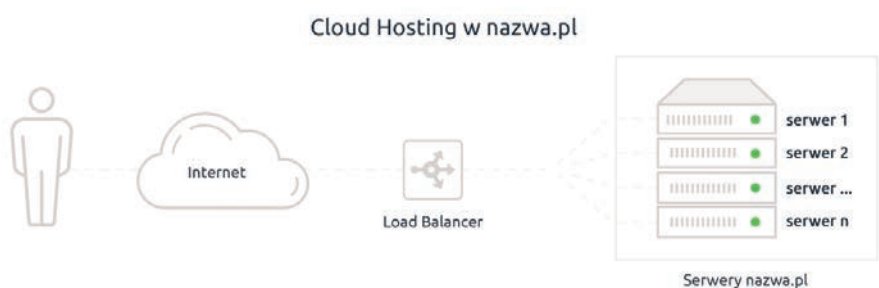 Cloud Hosting w nazwa.pl
Internet
Load Balancer
serwer 1
serwer 2
serwer ...
serwer n
Serwery nazwa.pl